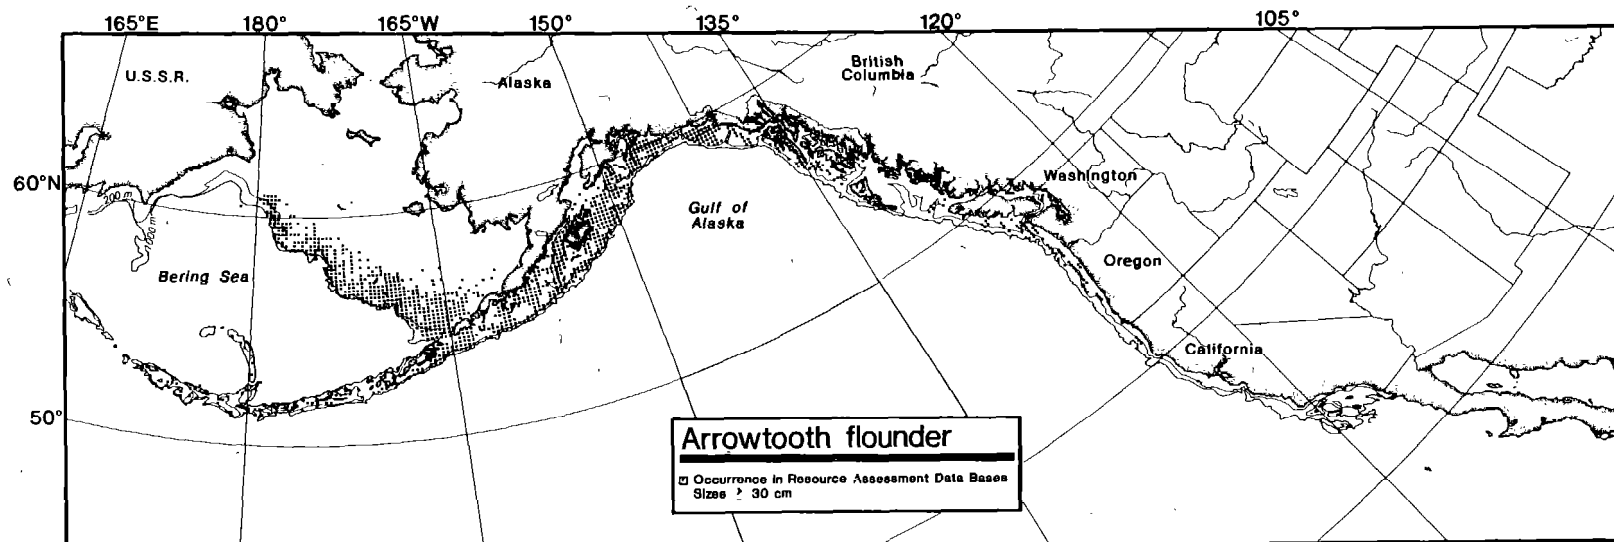 165°E 180° 165°W 150° 135° 120° 105°
U.S.S.R.
Alaska
British
Columbia
60°N
200 m
1000 m
Washington
Gulf of
Alaska
Oregon
Bering Sea
California
50°
Arrowtooth flounder
Occurrence in Resource Assessment Data Bases
Sizes ≥ 30 cm